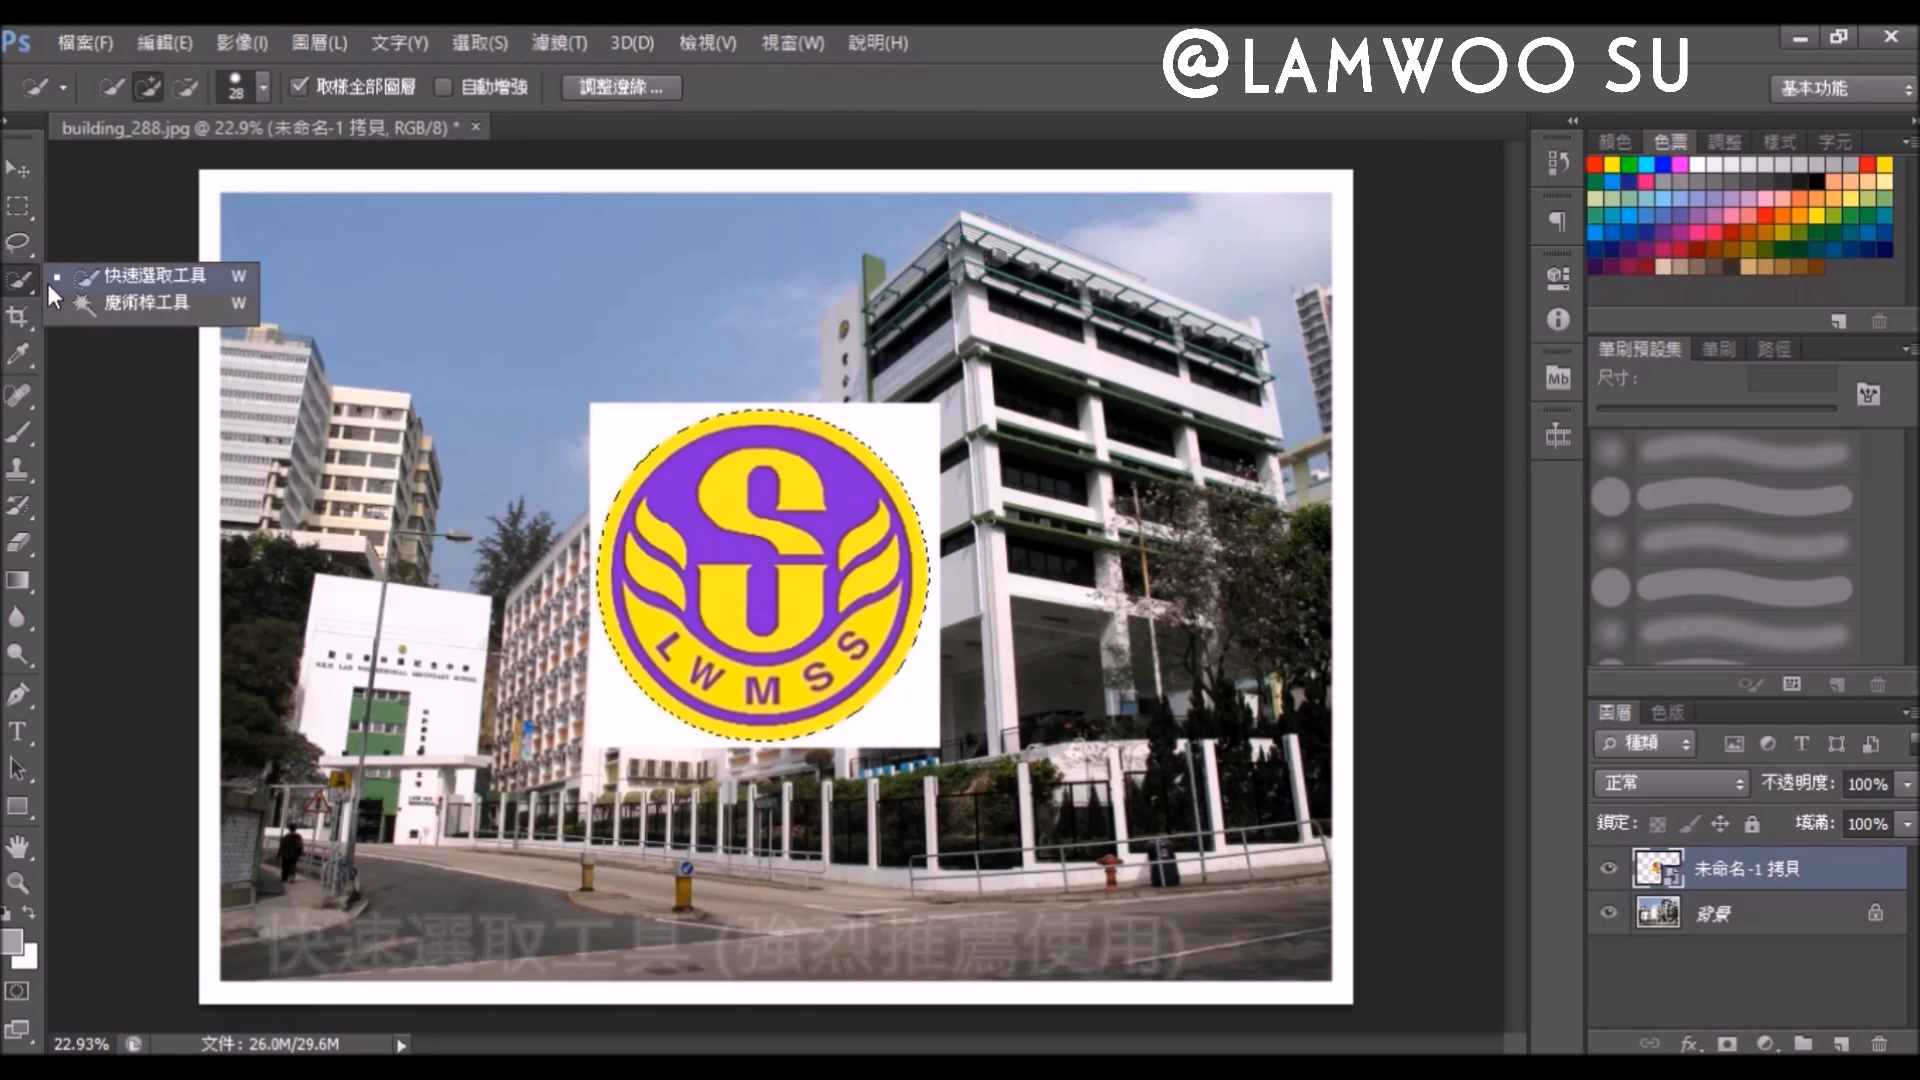 Ps 檔案(F) 編輯(E) 影像(I) 圖層(L) 文字(Y) 選取(S) 濾鏡(T) 3D(D) 檢視(V) 視窗(W) 說明(H)
@LAMWOO SU
28 取樣全部圖層 自動增強 調整邊緣 ... 基本功能
building_288.jpg @ 22.9% (未命名-1 拷貝, RGB/8) * ×
顏色 色票 調整 樣式 字元
快速選取工具 W
魔術棒工具 W
筆刷預設集 筆刷 路徑
尺寸：
Mb
SU
LWMSS
快速選取工具 (強烈推薦使用)
圖層 色版
種類
正常 不透明度： 100%
鎖定： 填滿： 100%
未命名-1 拷貝
背景
22.93% 文件：26.0M/29.6M
fx